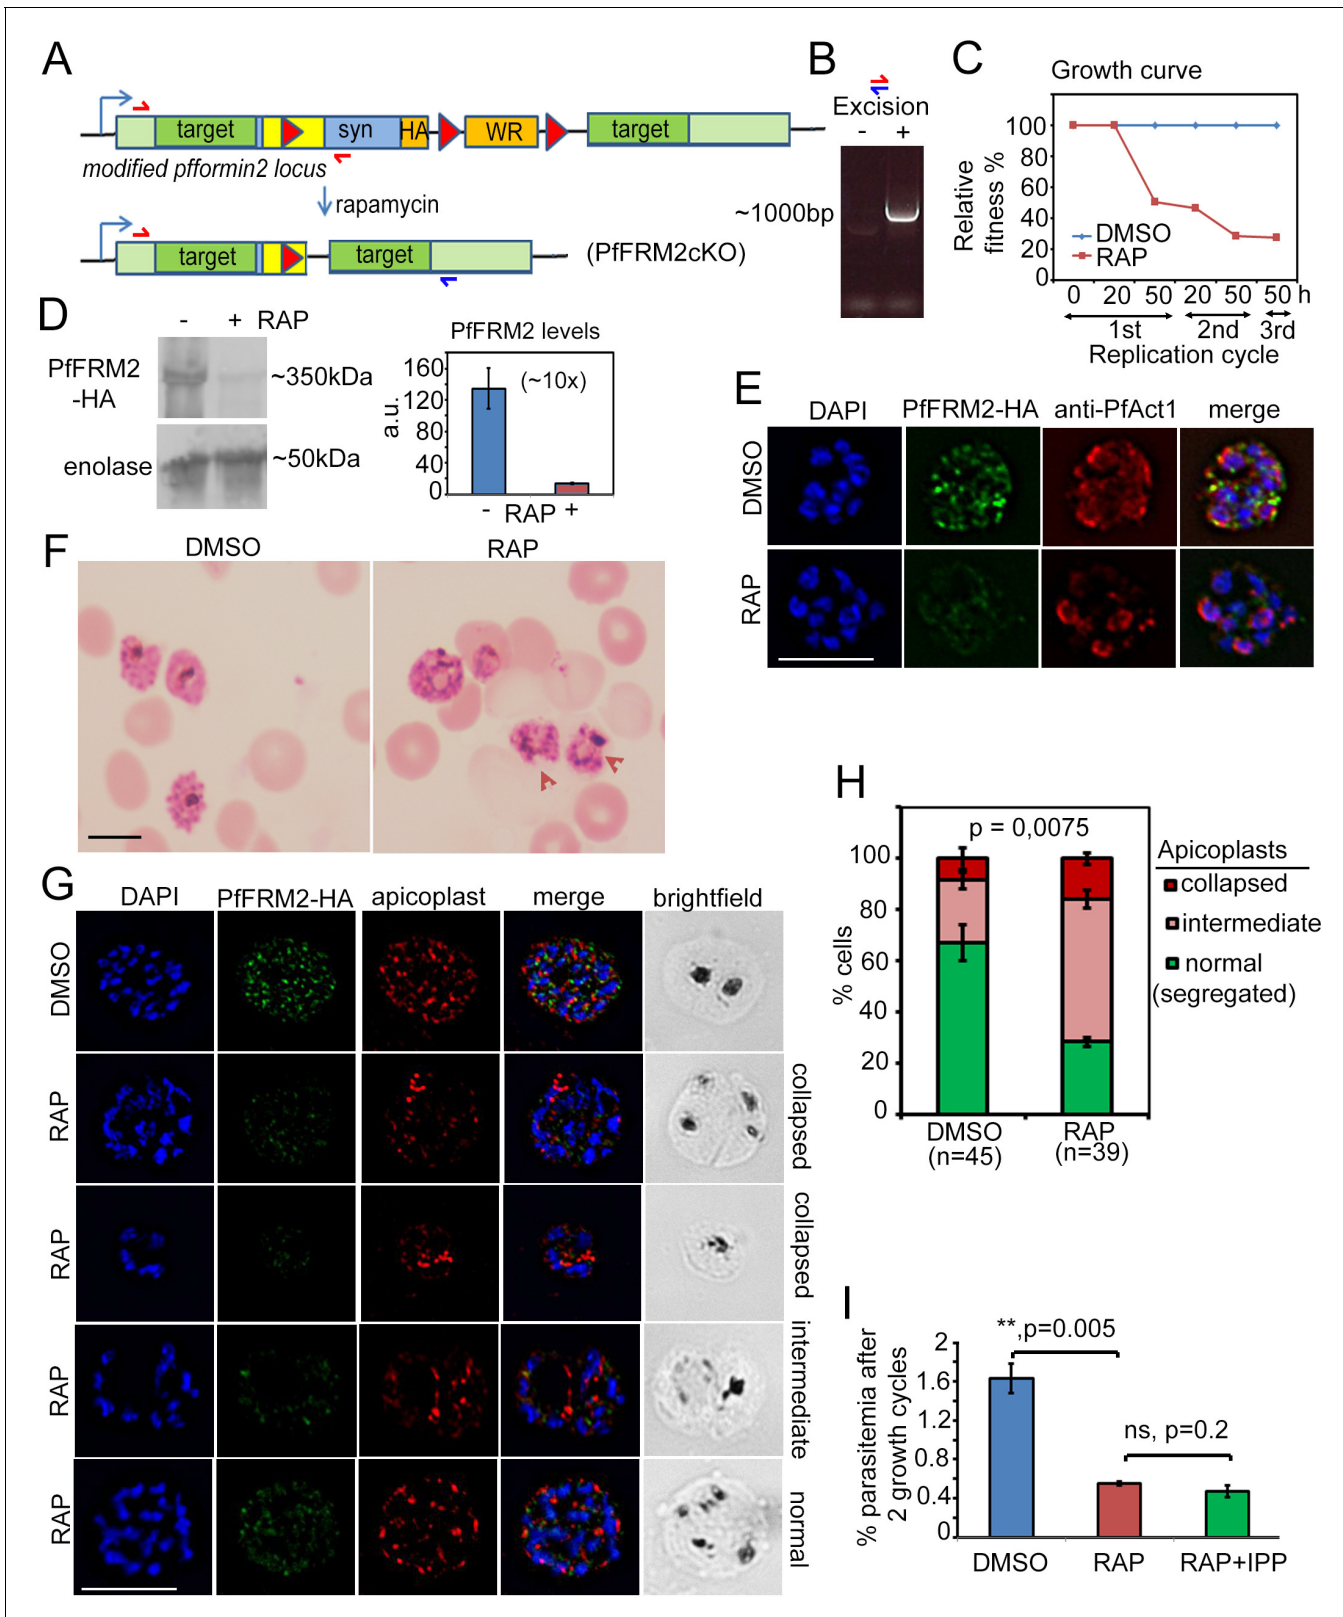 A
target
syn
HA
WR
target
modified pfformin2 locus
rapamycin
target
target
(PfFRM2cKO)
B
Excision
- +
~1000bp
C
Growth curve
Relative
fitness %
100
80
60
40
20
0
DMSO
RAP
0 20 50 20 50 50 h
1st 2nd 3rd
Replication cycle
D
- + RAP
PfFRM2
-HA
~350kDa
enolase
~50kDa
PfFRM2 levels
(~10x)
a.u.
160
120
80
40
0
- RAP +
E
DAPI PfFRM2-HA anti-PfAct1 merge
DMSO
RAP
F
DMSO RAP
G
DAPI PfFRM2-HA apicoplast merge brightfield
DMSO
RAP
collapsed
RAP
collapsed
RAP
intermediate
RAP
normal
H
p = 0,0075
% cells
100
80
60
40
20
0
DMSO
(n=45)
RAP
(n=39)
Apicoplasts
collapsed
intermediate
normal
(segregated)
I
% parasitemia after
2 growth cycles
2
1.6
1.2
0.8
0.4
0
**,p=0.005
ns, p=0.2
DMSO RAP RAP+IPP